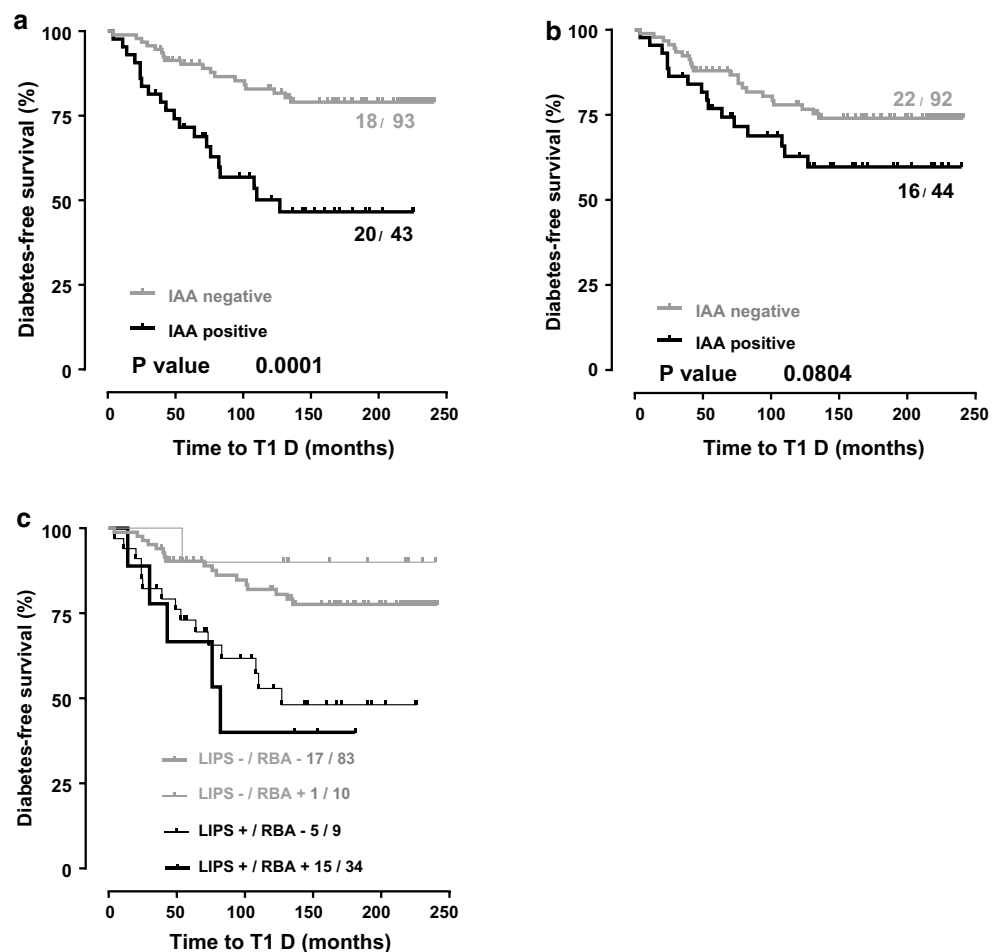 a
Diabetes-free survival (%)
100
75
50
25
0
18/ 93
20/ 43
IAA negative
IAA positive
P value 0.0001
0 50 100 150 200 250
Time to T1 D (months)
b
Diabetes-free survival (%)
100
75
50
25
0
22/ 92
16/ 44
IAA negative
IAA positive
P value 0.0804
0 50 100 150 200 250
Time to T1 D (months)
c
Diabetes-free survival (%)
100
75
50
25
0
LIPS - / RBA - 17 / 83
LIPS - / RBA + 1 / 10
LIPS + / RBA - 5 / 9
LIPS + / RBA + 15 / 34
0 50 100 150 200 250
Time to T1 D (months)